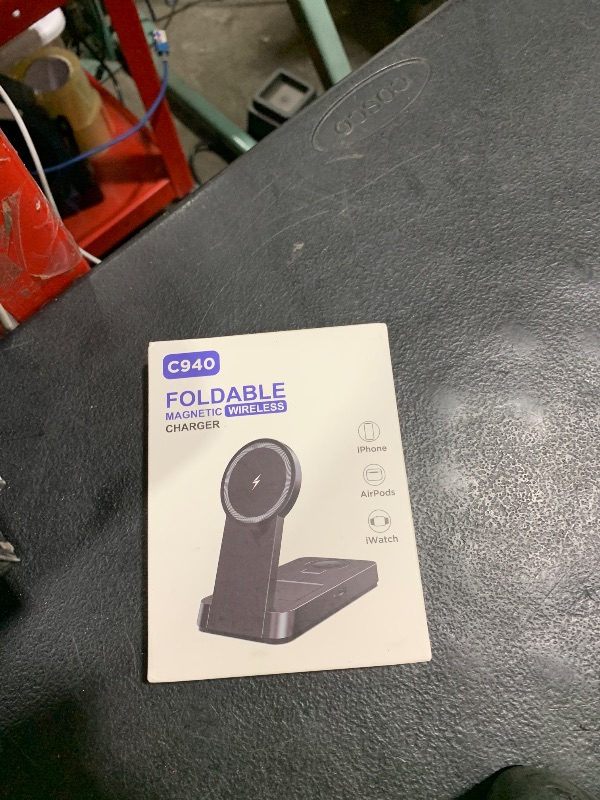 COSCO
C940
FOLDABLE
MAGNETIC WIRELESS
CHARGER
iPhone
AirPods
iWatch